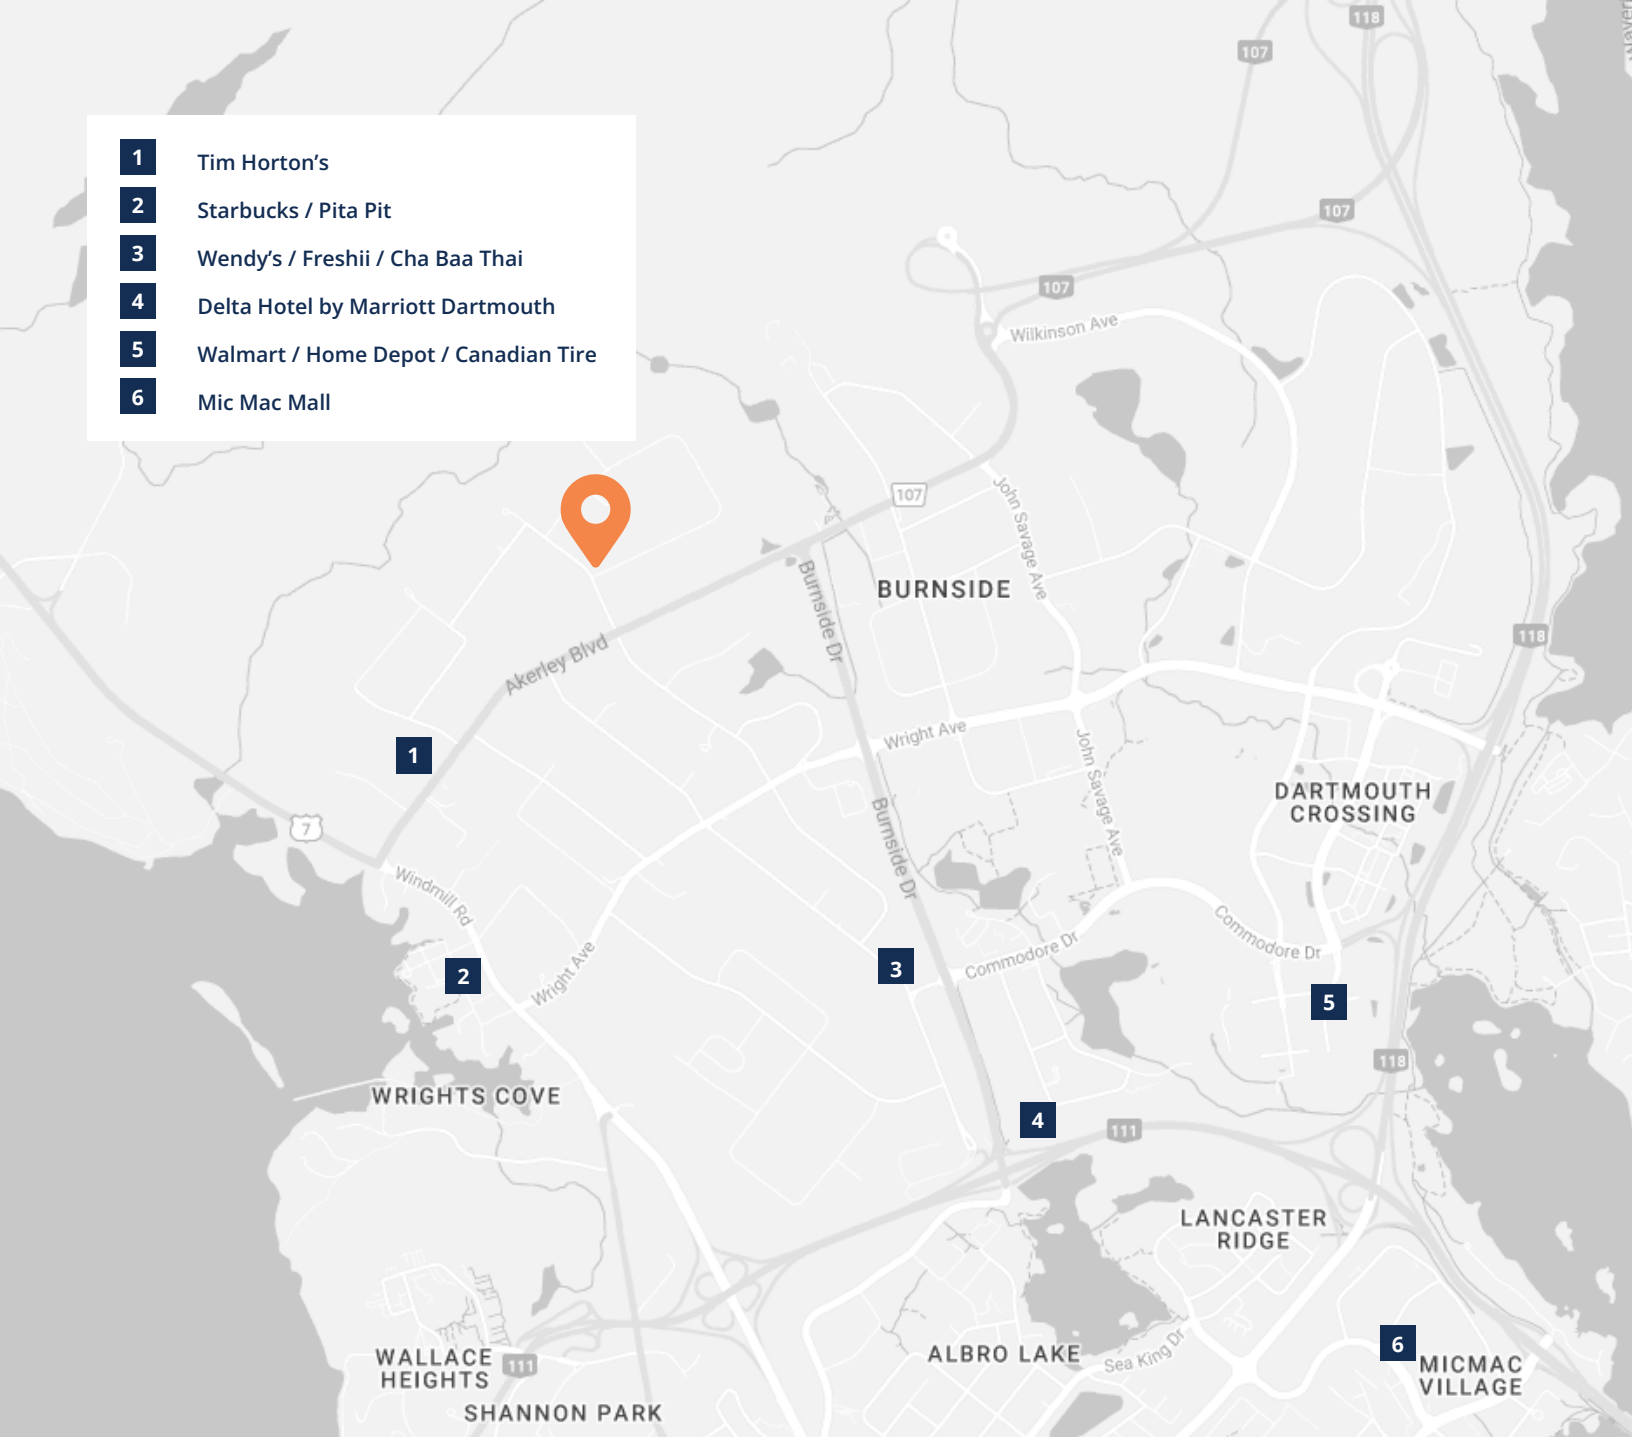 118
107
1 Tim Horton’s
2 Starbucks / Pita Pit
3 Wendy’s / Freshii / Cha Baa Thai
4 Delta Hotel by Marriott Dartmouth
5 Walmart / Home Depot / Canadian Tire
6 Mic Mac Mall
107
107
Wilkinson Ave
107
John Savage Ave
BURNSIDE
Burnside Dr
118
Akerley Blvd
Wright Ave
1
John Savage Ave
DARTMOUTH
CROSSING
7
Burnside Dr
Windmill Rd
Commodore Dr
Commodore Dr
Wright Ave
2
3
5
118
WRIGHTS COVE
4
111
LANCASTER
RIDGE
6
ALBRO LAKE
Sea King Dr
WALLACE
HEIGHTS
111
MICMAC
VILLAGE
SHANNON PARK